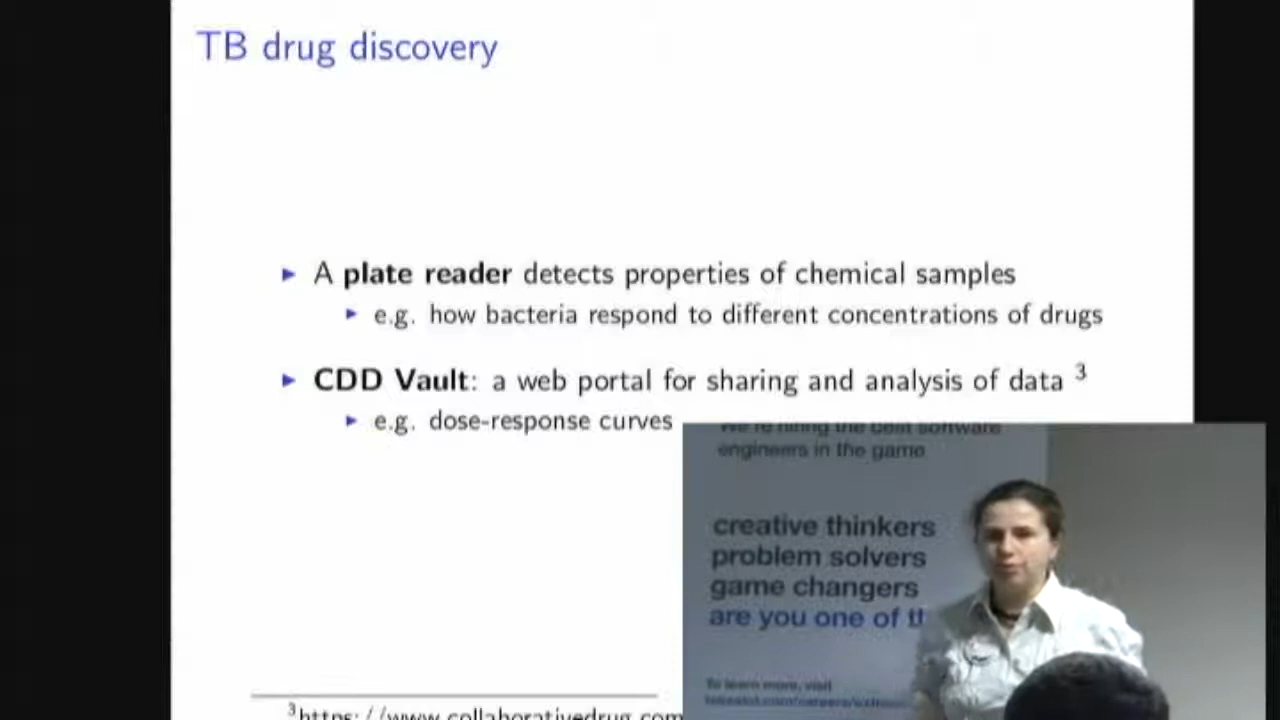 TB drug discovery
► A plate reader detects properties of chemical samples
► e.g. how bacteria respond to different concentrations of drugs
► CDD Vault: a web portal for sharing and analysis of data 3
► e.g. dose-response curves
3https://www.collaborativedrug.com
We're hiring the best software
engineers in the game
creative thinkers
problem solvers
game changers
are you one of
To learn more, visit